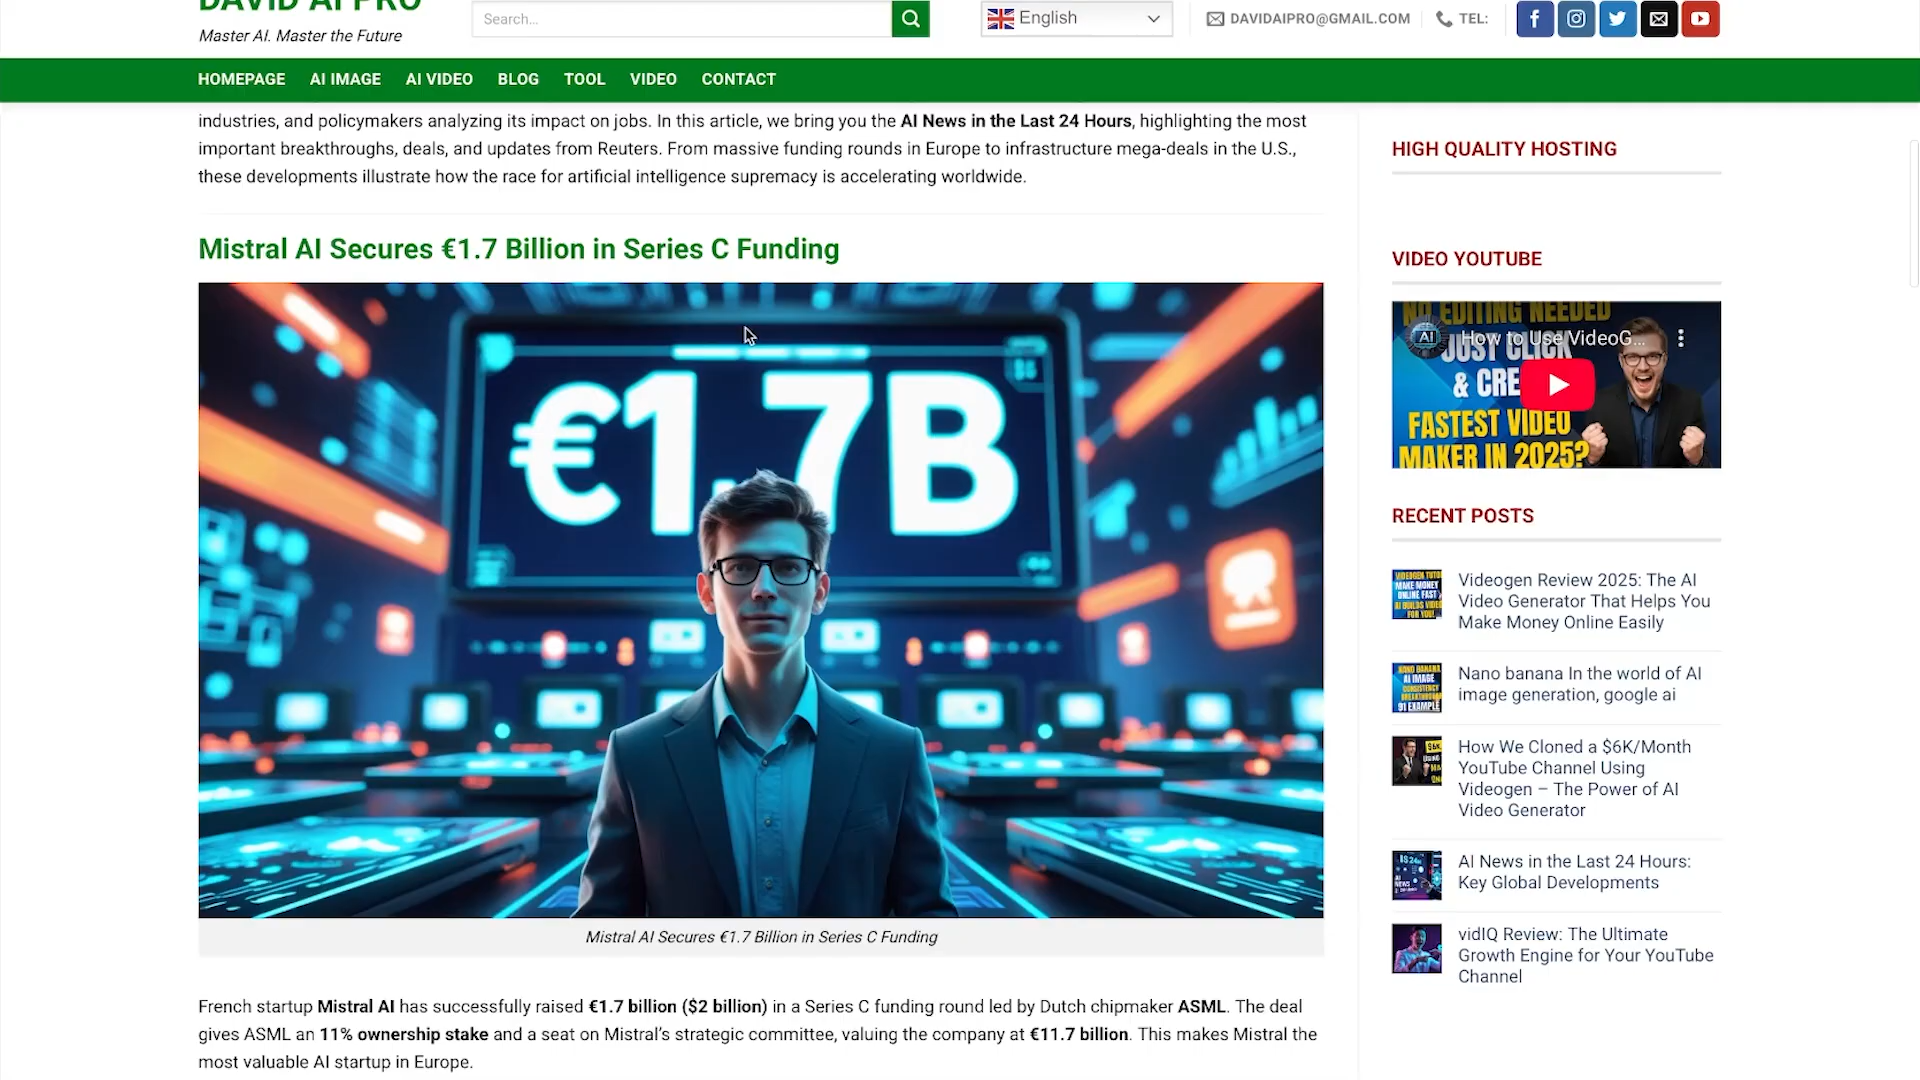 DAVID AI PRO
Master AI. Master the Future
Search...
English
DAVIDAIPRO@GMAIL.COM
TEL:
HOMEPAGE AI IMAGE AI VIDEO BLOG TOOL VIDEO CONTACT
industries, and policymakers analyzing its impact on jobs. In this article, we bring you the AI News in the Last 24 Hours, highlighting the most
important breakthroughs, deals, and updates from Reuters. From massive funding rounds in Europe to infrastructure mega-deals in the U.S.,
these developments illustrate how the race for artificial intelligence supremacy is accelerating worldwide.
Mistral AI Secures €1.7 Billion in Series C Funding
€1.7B
Mistral AI Secures €1.7 Billion in Series C Funding
French startup Mistral AI has successfully raised €1.7 billion ($2 billion) in a Series C funding round led by Dutch chipmaker ASML. The deal
gives ASML an 11% ownership stake and a seat on Mistral’s strategic committee, valuing the company at €11.7 billion. This makes Mistral the
most valuable AI startup in Europe.
HIGH QUALITY HOSTING
VIDEO YOUTUBE
NO EDITING NEEDED
AI
How to Use VideoG...
JUST CLICK
& CRE
FASTEST VIDEO
MAKER IN 2025?
RECENT POSTS
Videogen Review 2025: The AI
Video Generator That Helps You
Make Money Online Easily
Nano banana In the world of AI
image generation, google ai
How We Cloned a $6K/Month
YouTube Channel Using
Videogen – The Power of AI
Video Generator
AI News in the Last 24 Hours:
Key Global Developments
vidIQ Review: The Ultimate
Growth Engine for Your YouTube
Channel